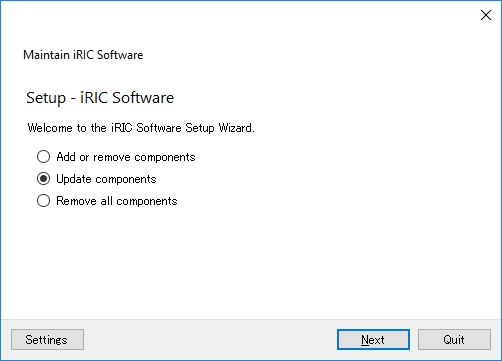 Maintain iRIC Software
Setup - iRIC Software
Welcome to the iRIC Software Setup Wizard.
Add or remove components
Update components
Remove all components
Settings
Next
Quit